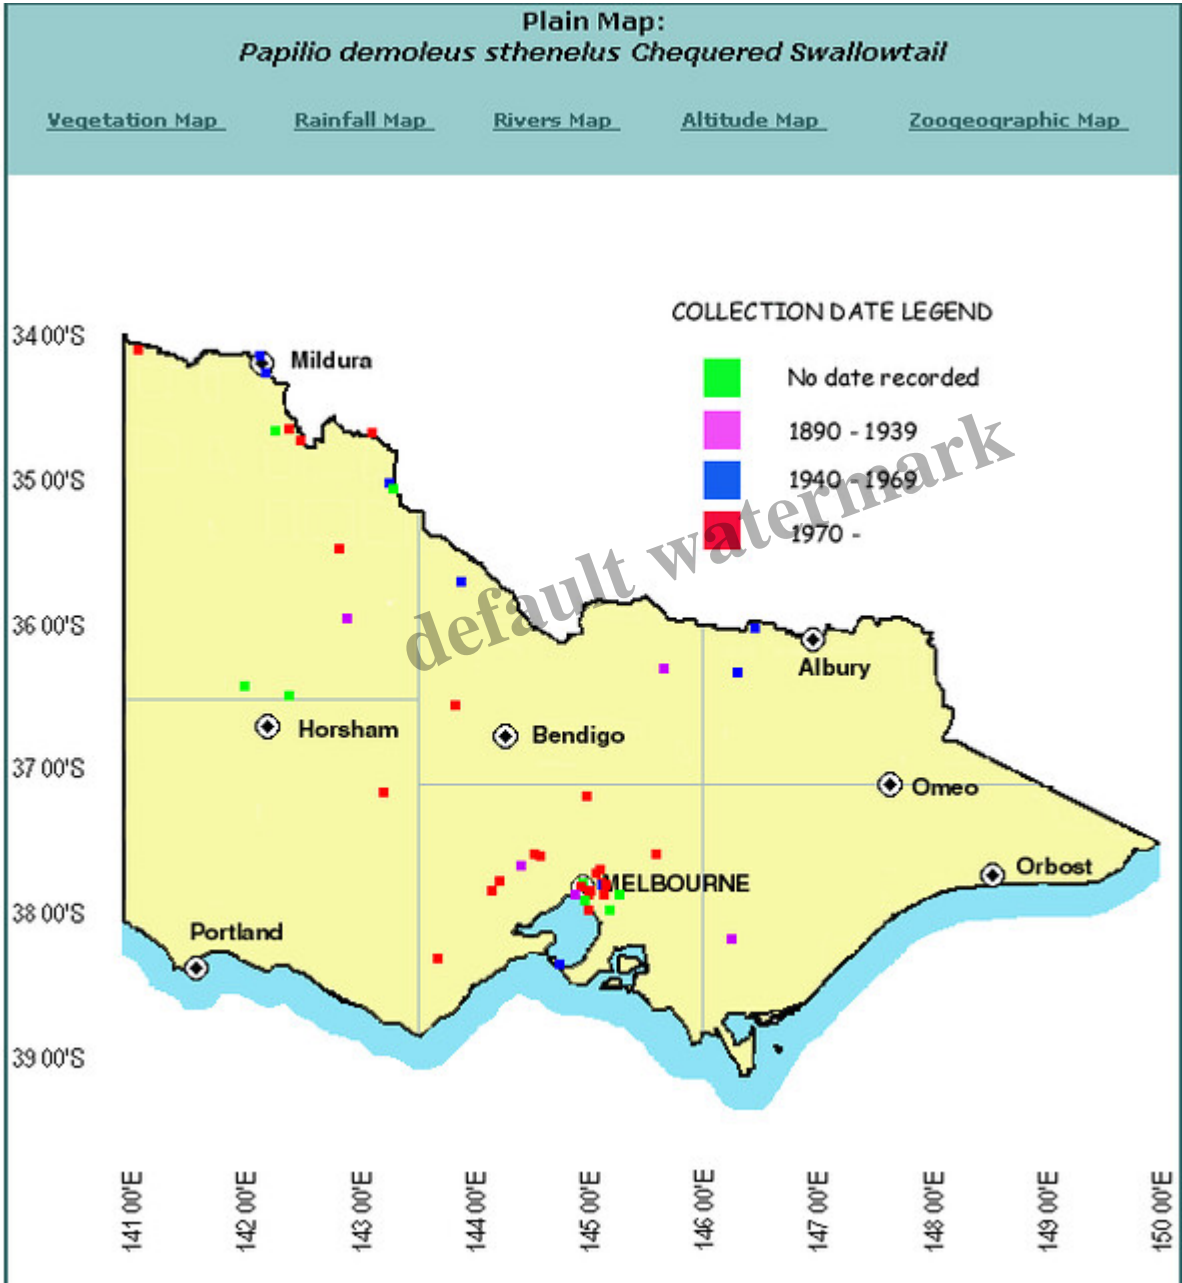 Plain Map:
Papilio demoleus sthenelus Chequered Swallowtail
Vegetation Map Rainfall Map Rivers Map Altitude Map Zoogeographic Map
COLLECTION DATE LEGEND
No date recorded
1890 - 1939
1940 - 1969
1970 -
default watermark
34 00'S
35 00'S
36 00'S
37 00'S
38 00'S
39 00'S
Mildura
Albury
Horsham
Bendigo
Omeo
Orbost
MELBOURNE
Portland
141 00'E
142 00'E
143 00'E
144 00'E
145 00'E
146 00'E
147 00'E
148 00'E
149 00'E
150 00'E